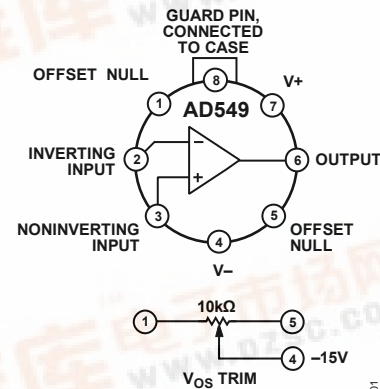 GUARD PIN,
CONNECTED
TO CASE
OFFSET NULL
8
V+
1
AD549
7
INVERTING
INPUT
2
−
6
OUTPUT
+
NONINVERTING
INPUT
3
5
OFFSET
NULL
4
V−
10kΩ
1
5
4
−15V
VOS TRIM